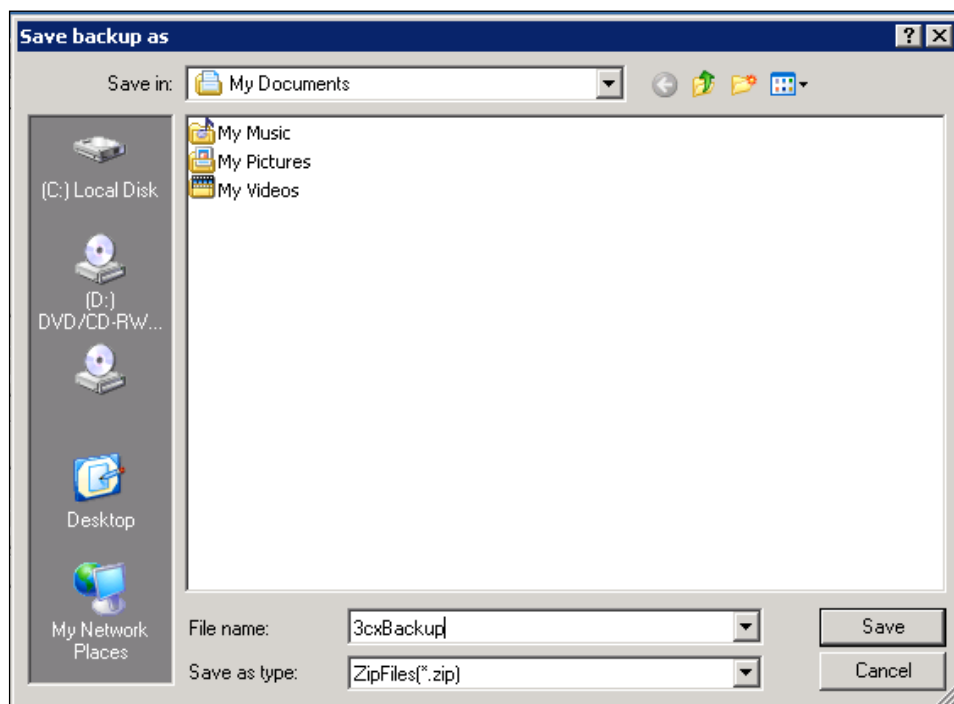 Save backup as
Save in: My Documents
My Music
My Pictures
My Videos
(C:) Local Disk
(D:)
DVD/CD-RW...
Desktop
My Network
Places
File name: 3cxBackup Save
Save as type: ZipFiles(*.zip) Cancel